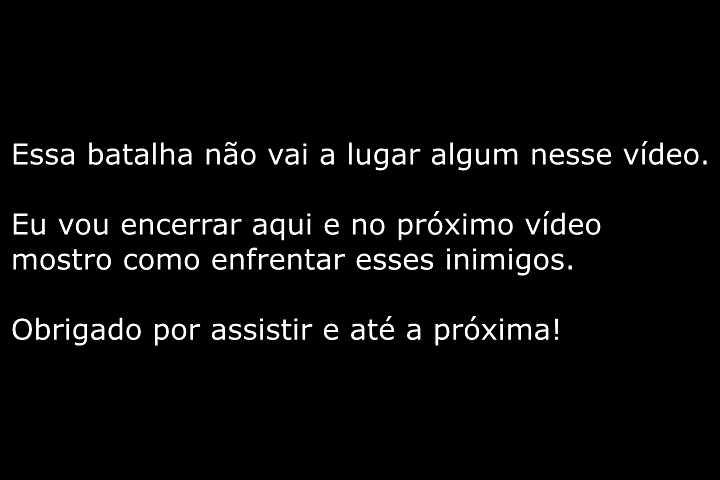 Essa batalha não vai a lugar algum nesse vídeo.
Eu vou encerrar aqui e no próximo vídeo
mostro como enfrentar esses inimigos.
Obrigado por assistir e até a próxima!